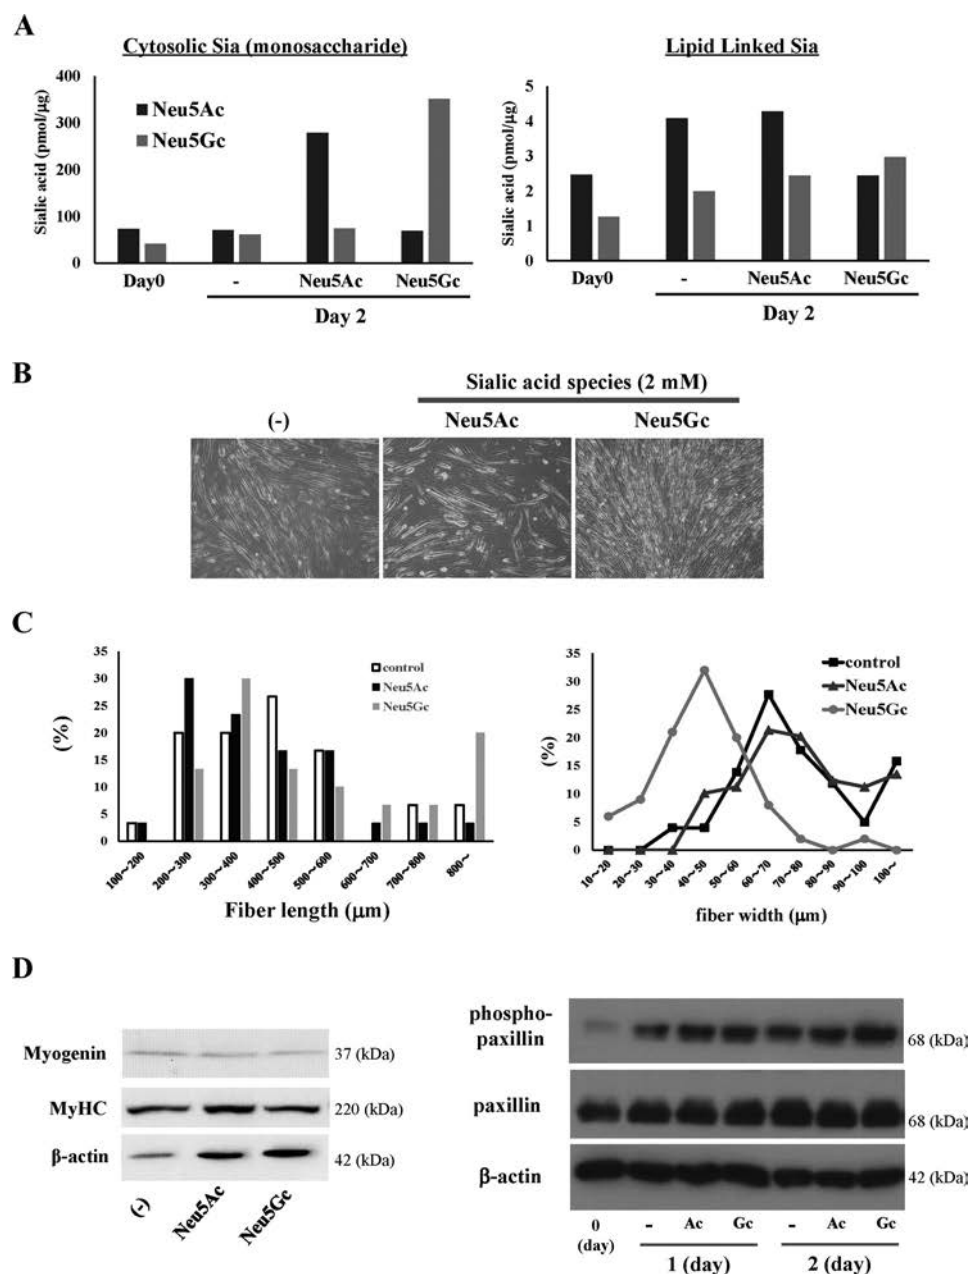 A
Cytosolic Sia (monosaccharide)
Sialic acid (pmol/μg)
400
300
200
100
0
Neu5Ac
Neu5Gc
Day0
-
Neu5Ac
Neu5Gc
Day 2
Lipid Linked Sia
Sialic acid (pmol/μg)
5
4
3
2
1
0
Day0
-
Neu5Ac
Neu5Gc
Day 2
B
Sialic acid species (2 mM)
(-)
Neu5Ac
Neu5Gc
C
(%)
35
30
25
20
15
10
5
0
control
Neu5Ac
Neu5Gc
100~200
200~300
300~400
400~500
500~600
600~700
700~800
800~
Fiber length (μm)
(%)
35
30
25
20
15
10
5
0
control
Neu5Ac
Neu5Gc
10~20
20~30
30~40
40~50
50~60
60~70
70~80
80~90
90~100
100~
fiber width (μm)
D
Myogenin
37 (kDa)
MyHC
220 (kDa)
β-actin
42 (kDa)
(-)
Neu5Ac
Neu5Gc
phospho-
paxillin
68 (kDa)
paxillin
68 (kDa)
β-actin
42 (kDa)
0
(day)
- Ac Gc
1 (day)
- Ac Gc
2 (day)